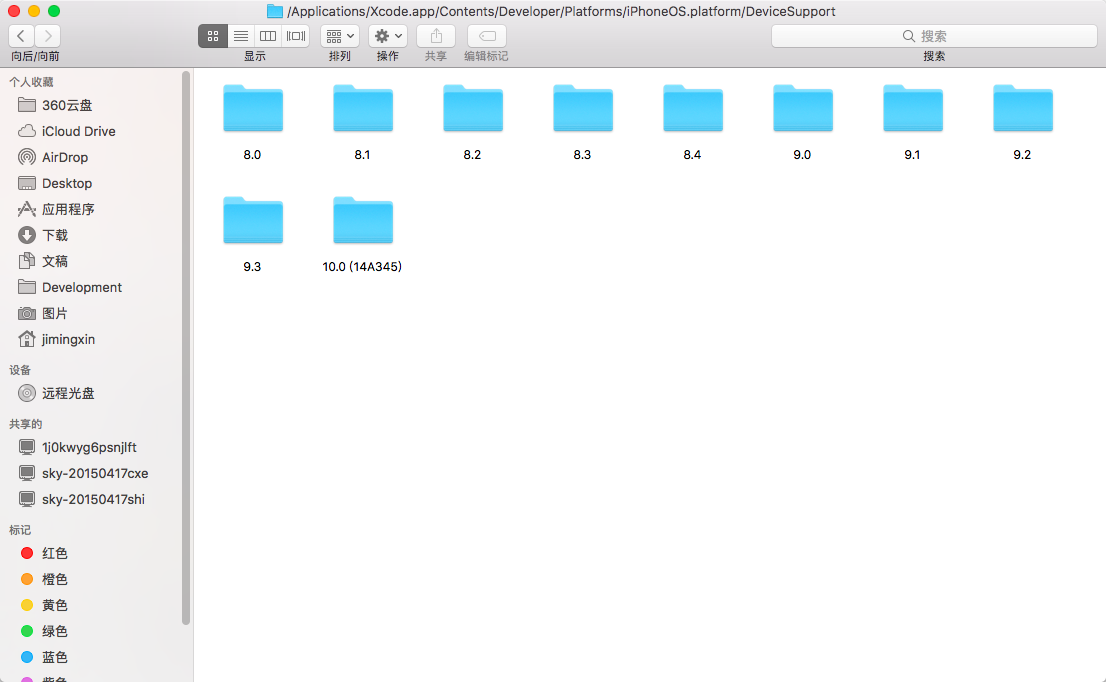 /Applications/Xcode.app/Contents/Developer/Platforms/iPhoneOS.platform/DeviceSupport
搜索
向后/向前 显示 排列 操作 共享 编辑标记 搜索
个人收藏
360云盘
iCloud Drive
AirDrop
Desktop
应用程序
下载
文稿
Development
图片
jimingxin
设备
远程光盘
共享的
1j0kwyg6psnjlft
sky-20150417cxe
sky-20150417shi
标记
红色
橙色
黄色
绿色
蓝色
紫色
8.0 8.1 8.2 8.3 8.4 9.0 9.1 9.2
9.3 10.0 (14A345)